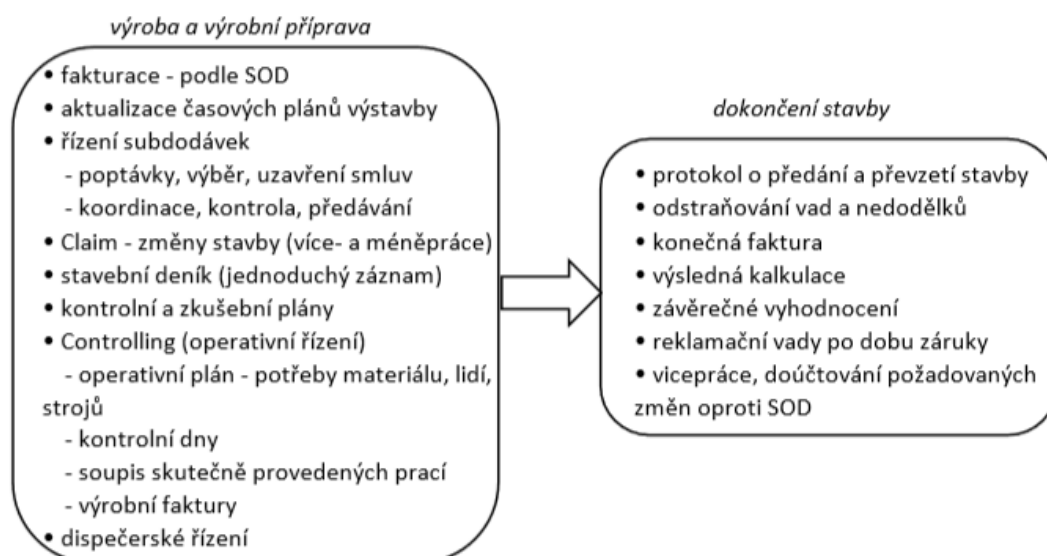 výroba a výrobní příprava
• fakturace - podle SOD
• aktualizace časových plánů výstavby
• řízení subdodávek
- poptávky, výběr, uzavření smluv
- koordinace, kontrola, předávání
• Claim - změny stavby (více- a méněpráce)
• stavební deník (jednoduchý záznam)
• kontrolní a zkušební plány
• Controlling (operativní řízení)
- operativní plán - potřeby materiálu, lidí,
strojů
- kontrolní dny
- soupis skutečně provedených prací
- výrobní faktury
• dispečerské řízení
dokončení stavby
• protokol o předání a převzetí stavby
• odstraňování vad a nedodělků
• konečná faktura
• výsledná kalkulace
• závěrečné vyhodnocení
• reklamační vady po dobu záruky
• vicepráce, doúčtování požadovaných
změn oproti SOD